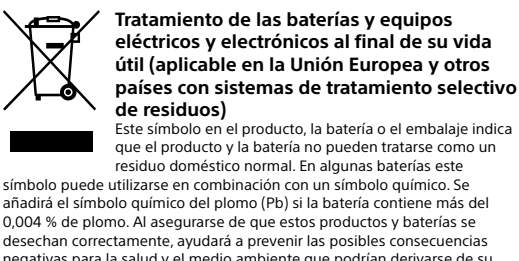 Tratamiento de las baterías y equipos
eléctricos y electrónicos al final de su vida
útil (aplicable en la Unión Europea y otros
países con sistemas de tratamiento selectivo
de residuos)
Este símbolo en el producto, la batería o el embalaje indica
que el producto y la batería no pueden tratarse como un
residuo doméstico normal. En algunas baterías este
símbolo puede utilizarse en combinación con un símbolo químico. Se
añadirá el símbolo químico del plomo (Pb) si la batería contiene más del
0,004 % de plomo. Al asegurarse de que estos productos y baterías se
desechan correctamente, ayudará a prevenir las posibles consecuencias
negativas para la salud y el medio ambiente que podrían derivarse de su